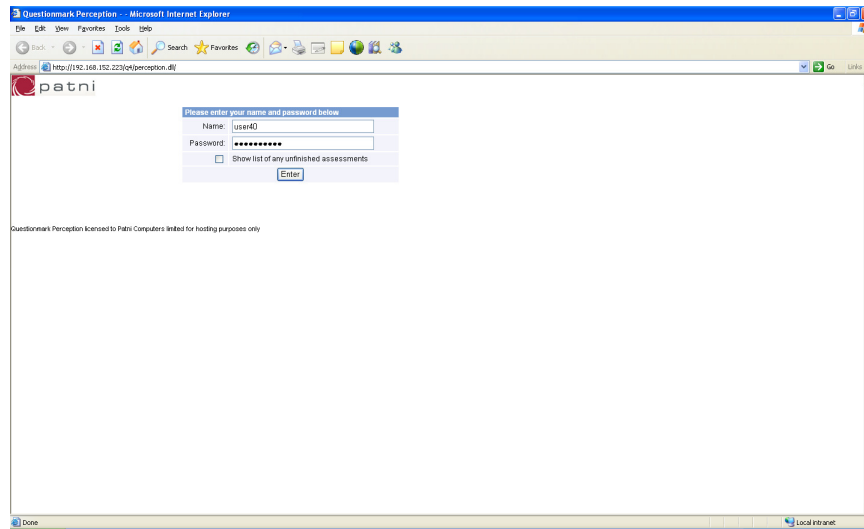 Questionmark Perception - - Microsoft Internet Explorer
File Edit View Favorites Tools Help
Back Search Favorites
Address http://192.168.152.223/q4/perception.dll/ Go Links
patni
Please enter your name and password below
Name: user40
Password: ●●●●●●●●●●
Show list of any unfinished assessments
Enter
Questionmark Perception licensed to Patni Computers limited for hosting purposes only
Done Local intranet